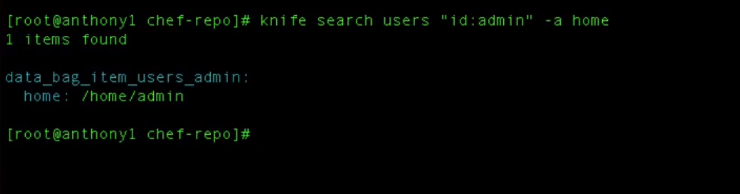 [root@anthony1 chef-repo]# knife search users "id:admin" -a home
1 items found
data_bag_item_users_admin:
home: /home/admin
[root@anthony1 chef-repo]#